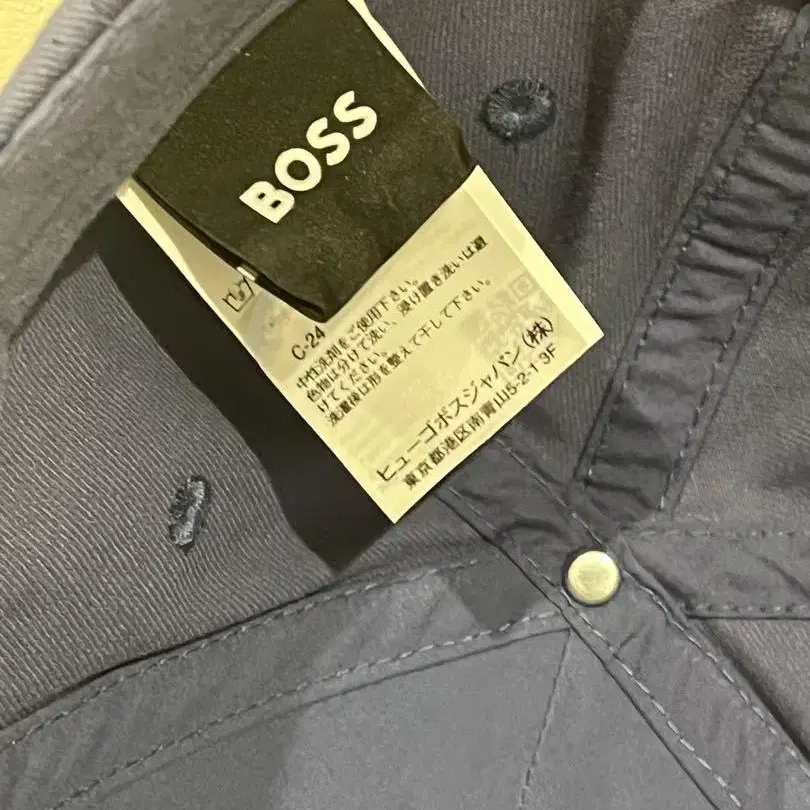 BOSS
C-24
中性洗剤をご使用下さい。
色物は分けて洗い、浸け置き洗いは避
けてください。
洗濯後は形を整えて干して下さい。
ヒューゴボスジャパン(株)
東京都港区南青山5-2-1 3F